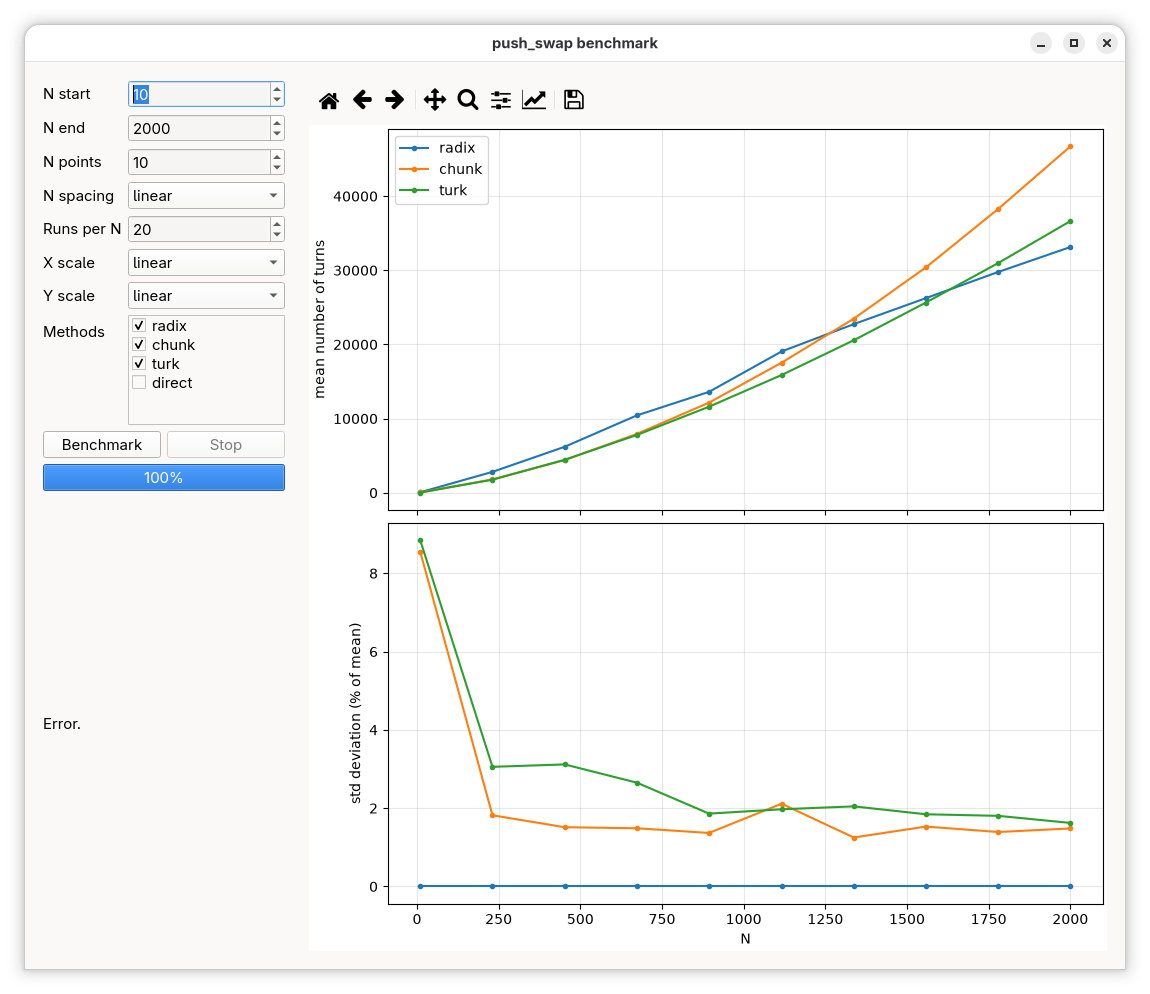 push_swap benchmark
N start 10
N end 2000
N points 10
N spacing linear
Runs per N 20
X scale linear
Y scale linear
Methods
radix
chunk
turk
direct
Benchmark Stop
100%
Error.
radix
chunk
turk
mean number of turns
40000
30000
20000
10000
0
std deviation (% of mean)
8
6
4
2
0
0 250 500 750 1000 1250 1500 1750 2000
N